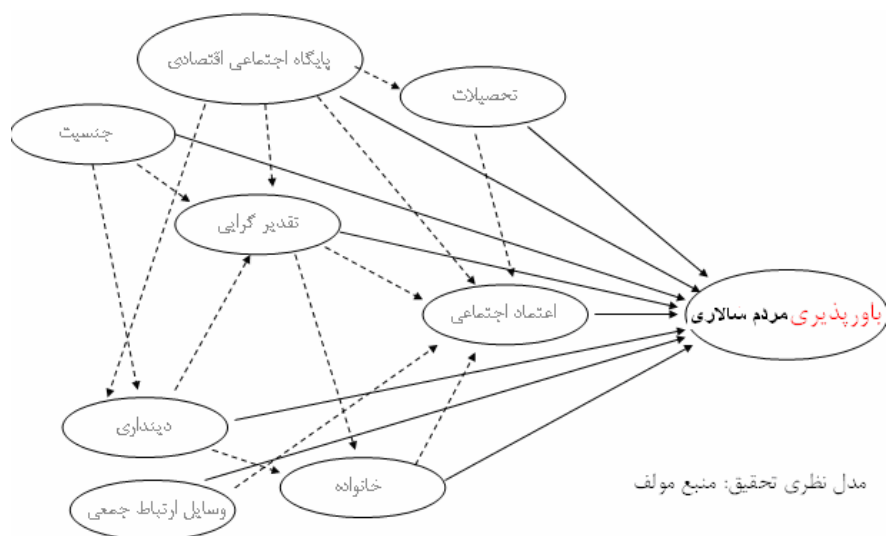 پایگاه اجتماعی اقتصادی
تحصیلات
جنسیت
تقدیر گرایی
اعتماد اجتماعی
باورپذیری مردم سالاری
دینداری
خانواده
وسایل ارتباط جمعی
مدل نظری تحقیق: منبع مولف